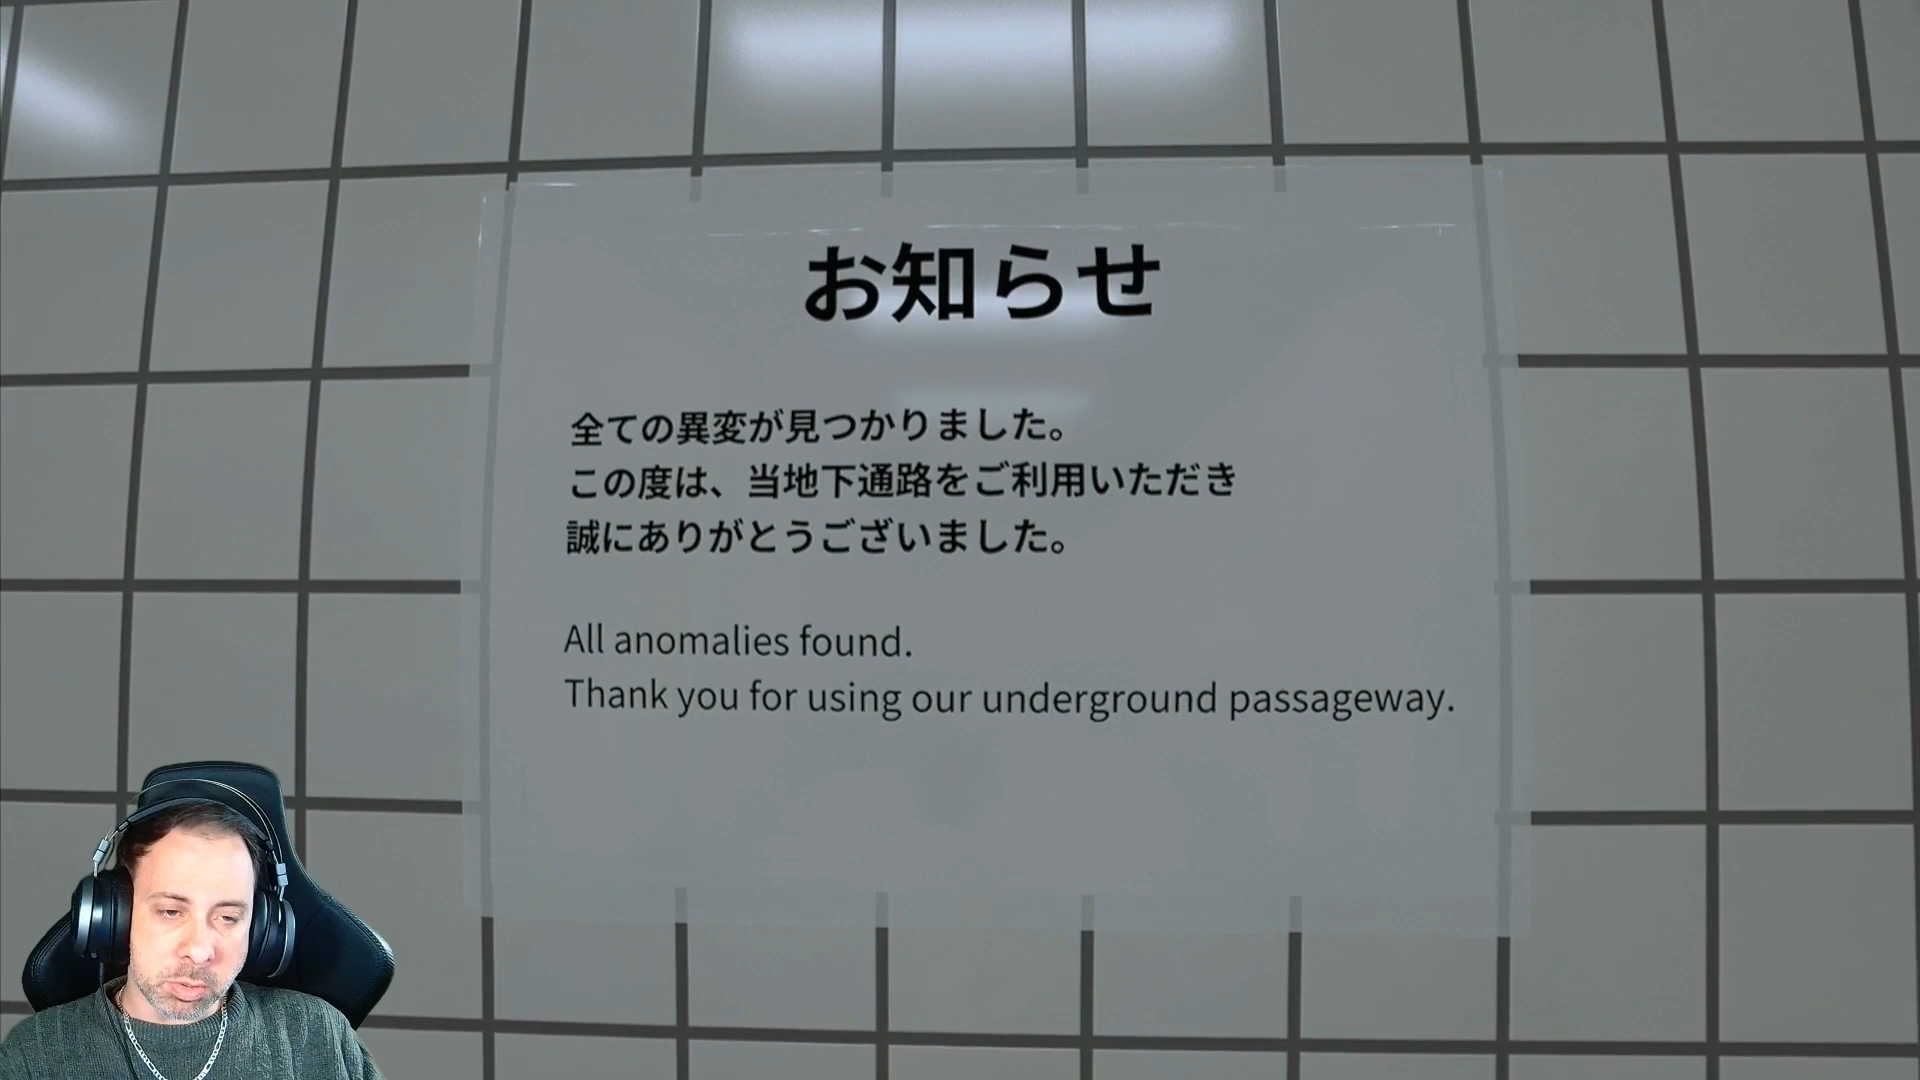 お知らせ
全ての異変が見つかりました。
この度は、当地下通路をご利用いただき
誠にありがとうございました。
All anomalies found.
Thank you for using our underground passageway.